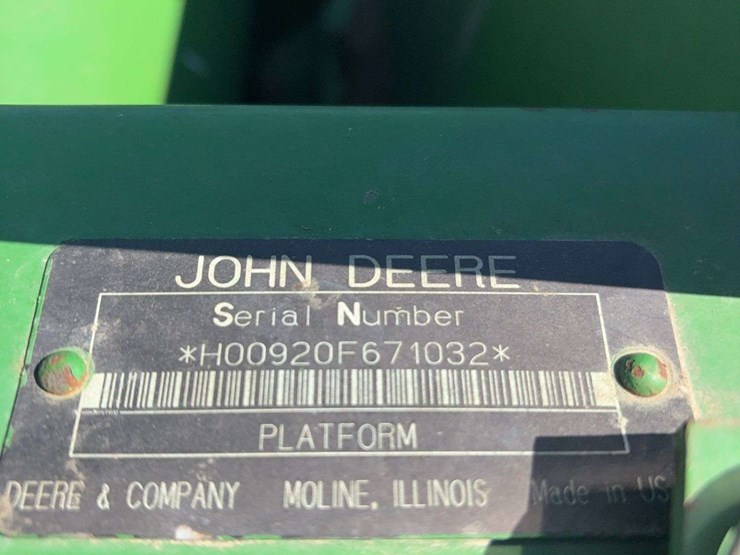 JOHN DEERE
Serial Number
*H00920F671032*
PLATFORM
DEERE & COMPANY MOLINE, ILLINOIS Made in US